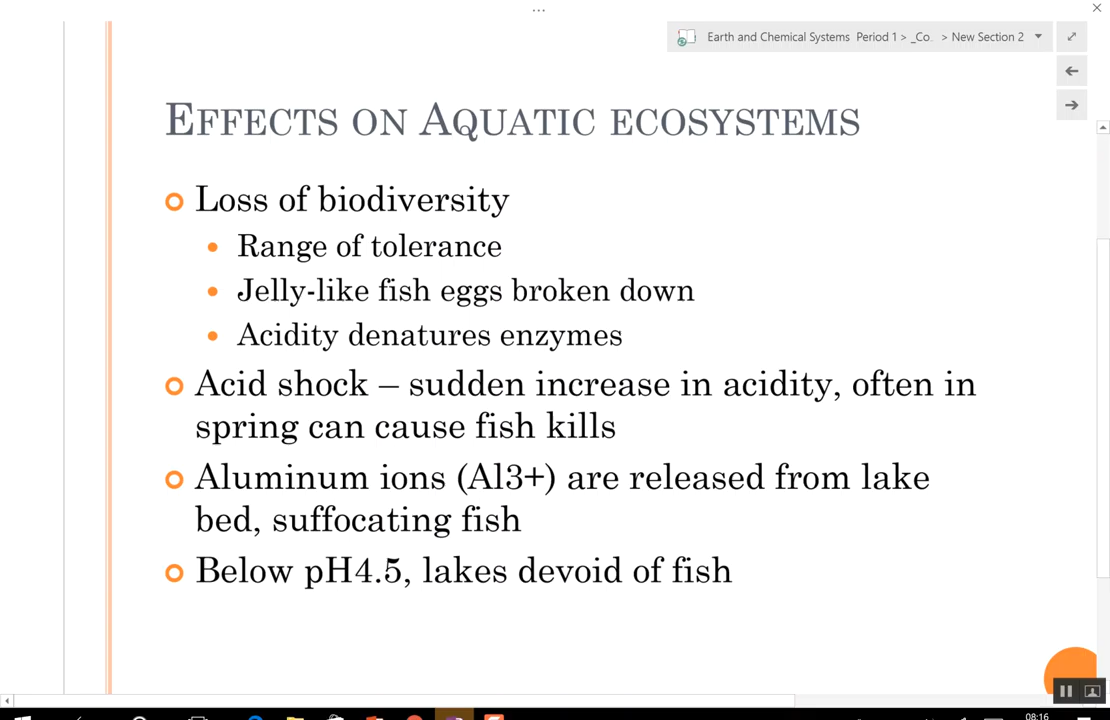 ...
Earth and Chemical Systems Period 1 > _Co. > New Section 2
EFFECTS ON AQUATIC ECOSYSTEMS
Loss of biodiversity
Range of tolerance
Jelly-like fish eggs broken down
Acidity denatures enzymes
Acid shock – sudden increase in acidity, often in
spring can cause fish kills
Aluminum ions (Al3+) are released from lake
bed, suffocating fish
Below pH4.5, lakes devoid of fish
08:16